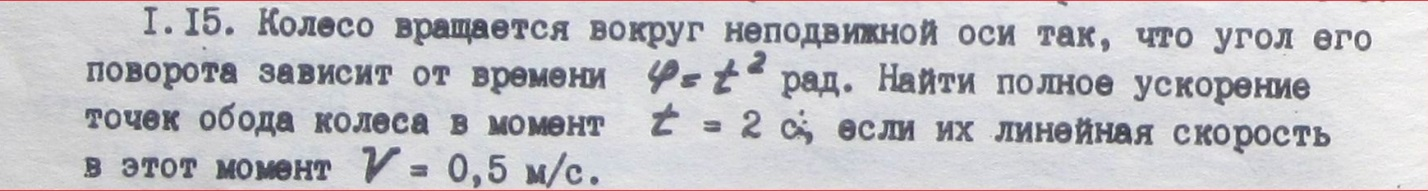 I.I5. Колесо вращается вокруг неподвижной оси так, что угол его
поворота зависит от времени φ = t² рад. Найти полное ускорение
точек обода колеса в момент t = 2 с, если их линейная скорость
в этот момент V = 0,5 м/с.